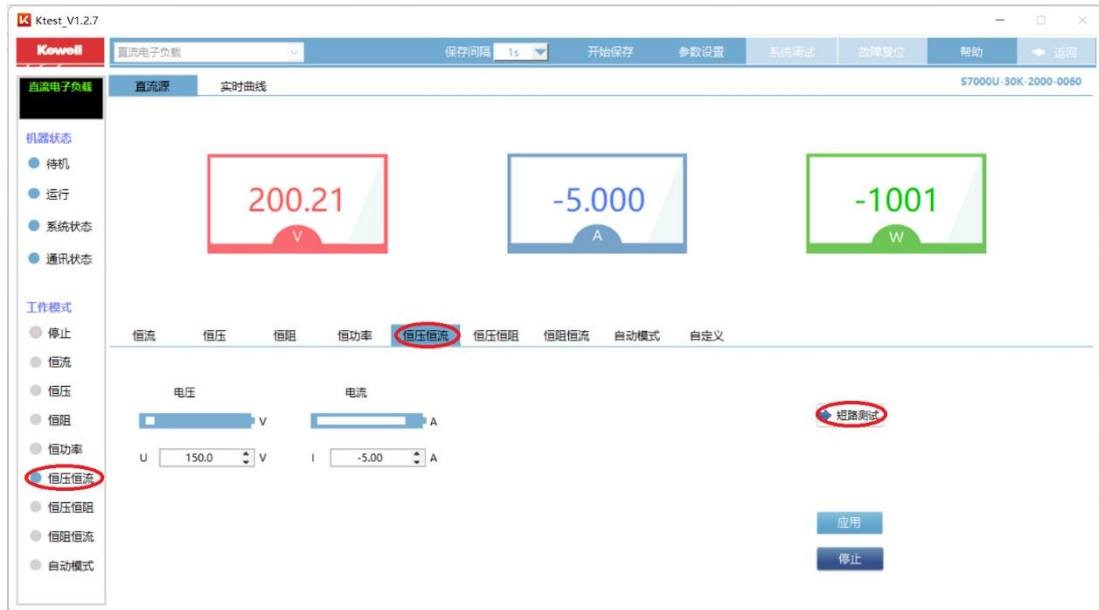 Ktest_V1.2.7
Kewell
直流电子负载
保存间隔 1s 开始保存 参数设置 系统调试 故障复位 帮助 返回
直流电子负载
直流源 实时曲线
S7000U-30K-2000-0060
机器状态
待机
运行
系统状态
通讯状态
200.21
V
-5.000
A
-1001
W
工作模式
停止
恒流
恒压
恒阻
恒功率
恒压恒流
恒压恒阻
恒阻恒流
自动模式
恒流 恒压 恒阻 恒功率 恒压恒流 恒压恒阻 恒阻恒流 自动模式 自定义
电压 电流
V A
短路测试
U 150.0 V I -5.00 A
应用
停止